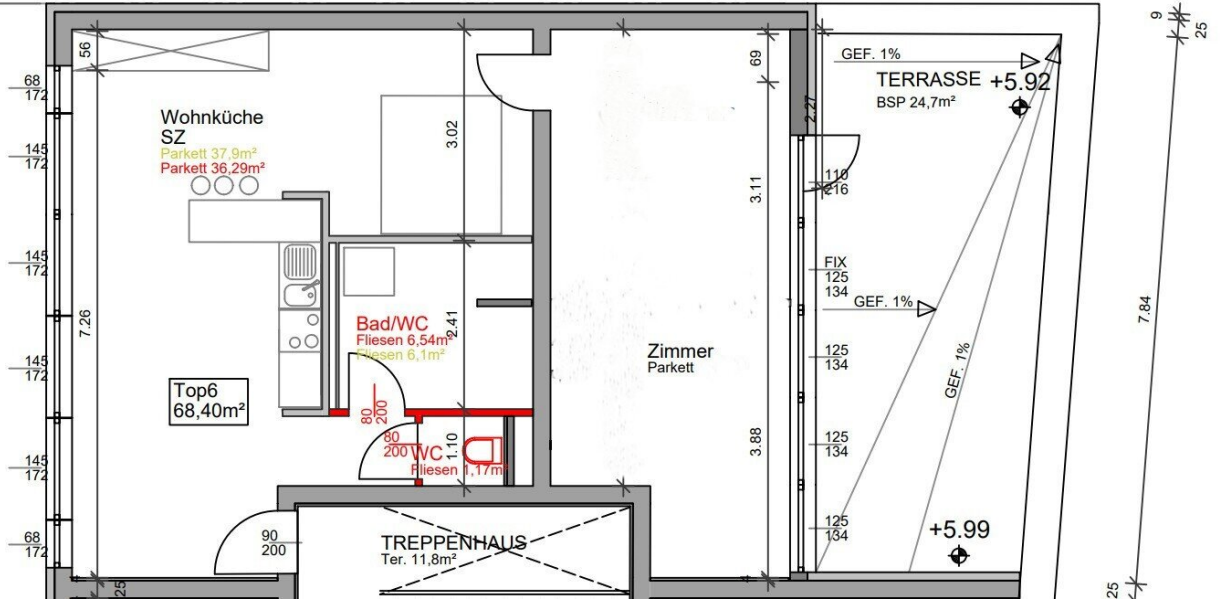 9
25
56
69
GEF. 1%
TERRASSE +5.92
BSP 24,7m²
68
172
2.27
Wohnküche
SZ
Parkett 37,9m²
Parkett 36,29m²
3.02
145
172
3.11
110
216
145
172
FIX
125
134
GEF. 1%
7.84
7.26
Bad/WC
Fliesen 6,54m²
Fliesen 6,1m²
2.41
Zimmer
Parkett
145
172
125
134
GEF. 1%
Top6
68,40m²
80
200
80
200
WC
Fliesen 1,17m²
1.10
3.88
145
172
125
134
68
172
90
200
TREPPENHAUS
Ter. 11,8m²
125
134
+5.99
4
25
4
25